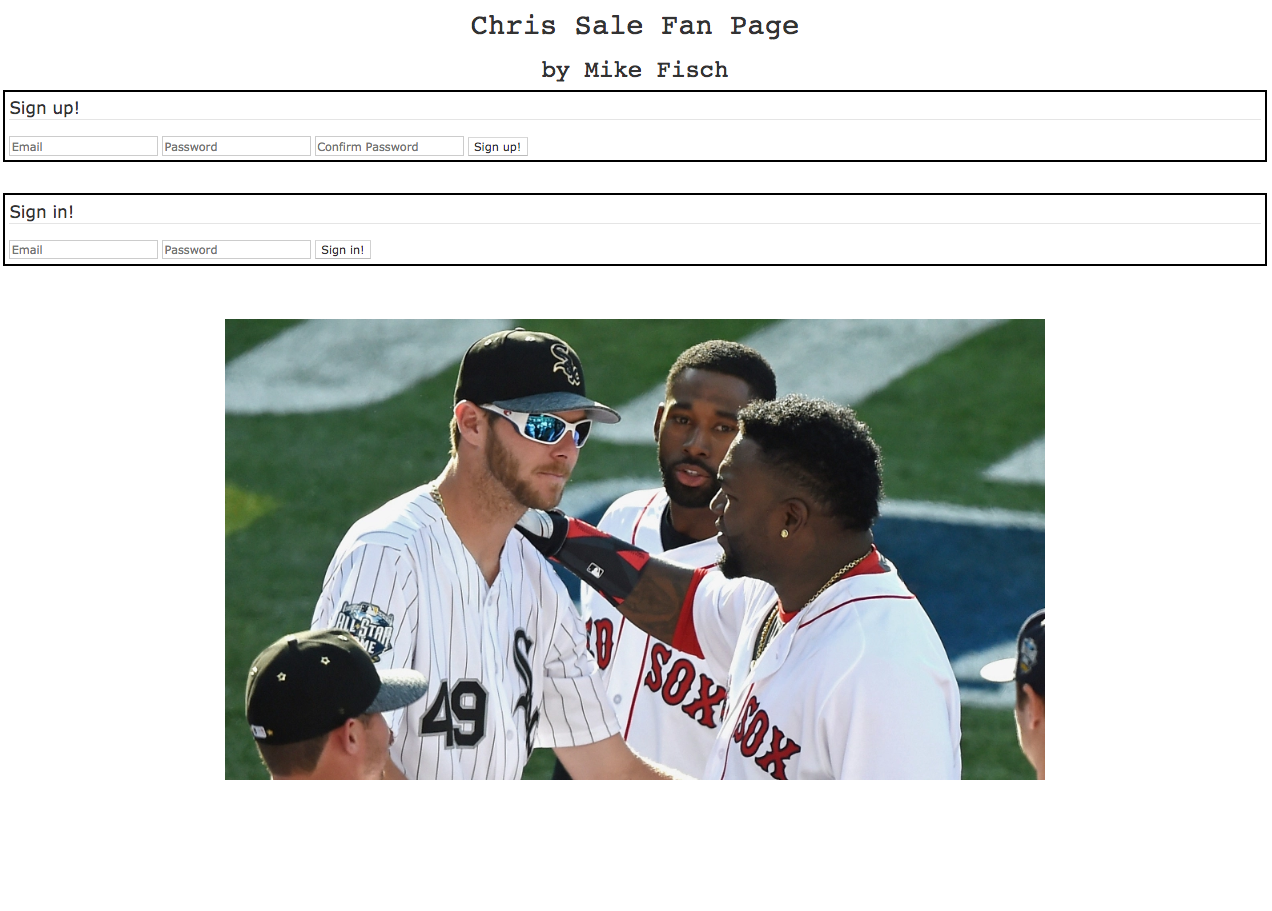 Chris Sale Fan Page
by Mike Fisch
Sign up!
Email Password Confirm Password Sign up!
Sign in!
Email Password Sign in!
SOX
ALL-STAR
49
SOX
SOX